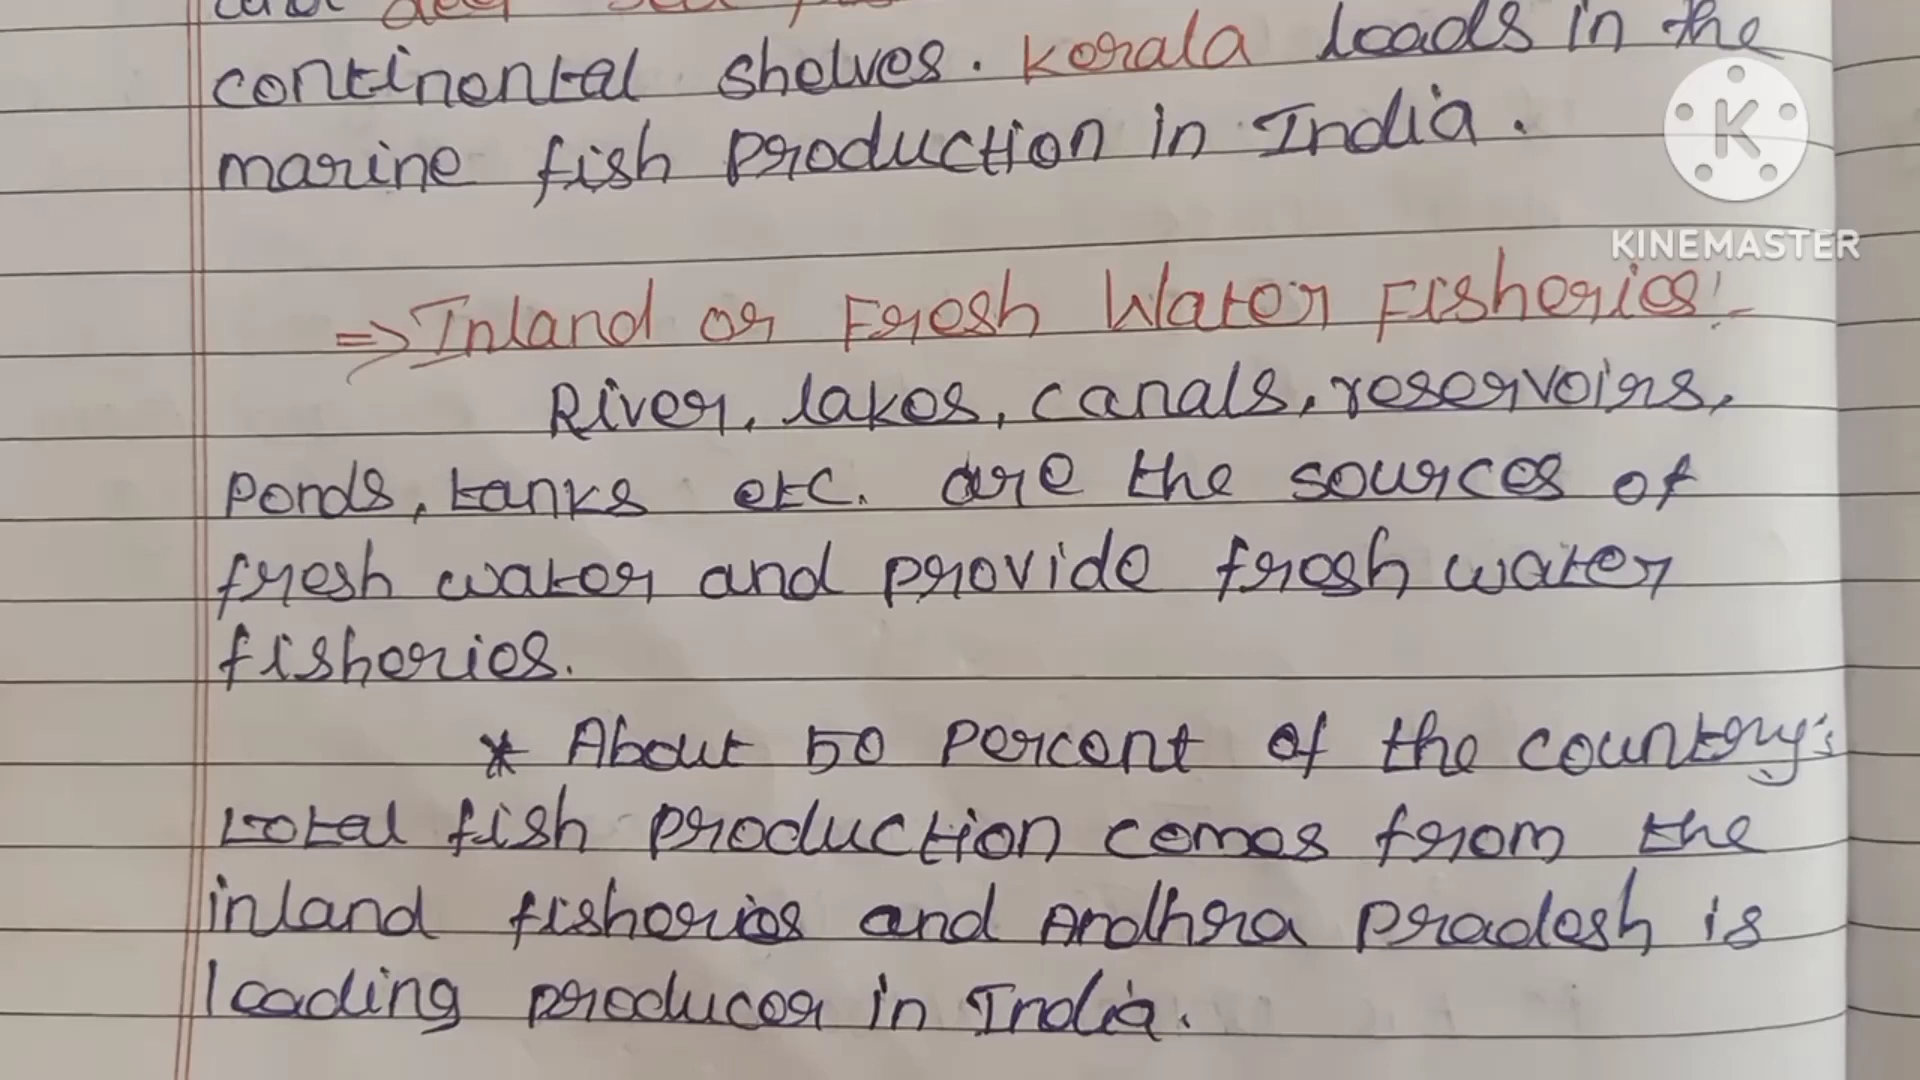 continental shelves. Kerala leads in the
marine fish production in India.
KINEMASTER
⇒ Inland or Fresh Water Fisheries:-
River, lakes, canals, reservoirs,
Ponds, tanks etc. are the sources of
fresh water and provide fresh water
fisheries.
* About 50 Percent of the country's
total fish production comes from the
inland fisheries and Andhra Pradesh is
leading producer in India.